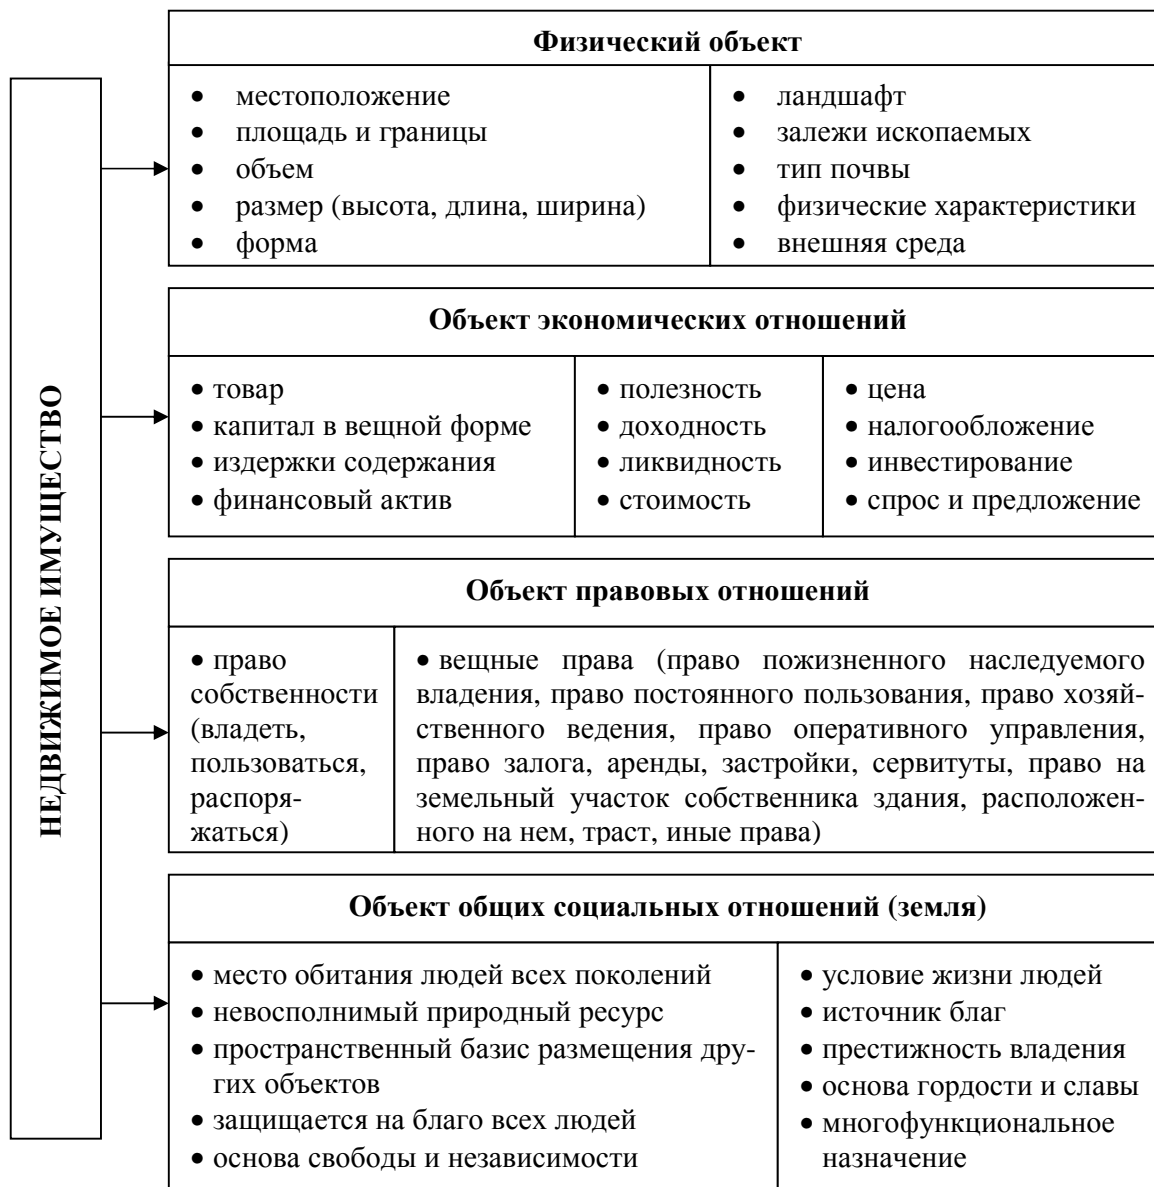 НЕДВИЖИМОЕ ИМУЩЕСТВО
Физический объект
• местоположение
• площадь и границы
• объем
• размер (высота, длина, ширина)
• форма
• ландшафт
• залежи ископаемых
• тип почвы
• физические характеристики
• внешняя среда
Объект экономических отношений
• товар
• капитал в вещной форме
• издержки содержания
• финансовый актив
• полезность
• доходность
• ликвидность
• стоимость
• цена
• налогообложение
• инвестирование
• спрос и предложение
Объект правовых отношений
• право
собственности
(владеть,
пользоваться,
распоря-
жаться)
• вещные права (право пожизненного наследуемого
владения, право постоянного пользования, право хозяй-
ственного ведения, право оперативного управления,
право залога, аренды, застройки, сервитуты, право на
земельный участок собственника здания, расположен-
ного на нем, траст, иные права)
Объект общих социальных отношений (земля)
• место обитания людей всех поколений
• невосполнимый природный ресурс
• пространственный базис размещения дру-
гих объектов
• защищается на благо всех людей
• основа свободы и независимости
• условие жизни людей
• источник благ
• престижность владения
• основа гордости и славы
• многофункциональное
назначение